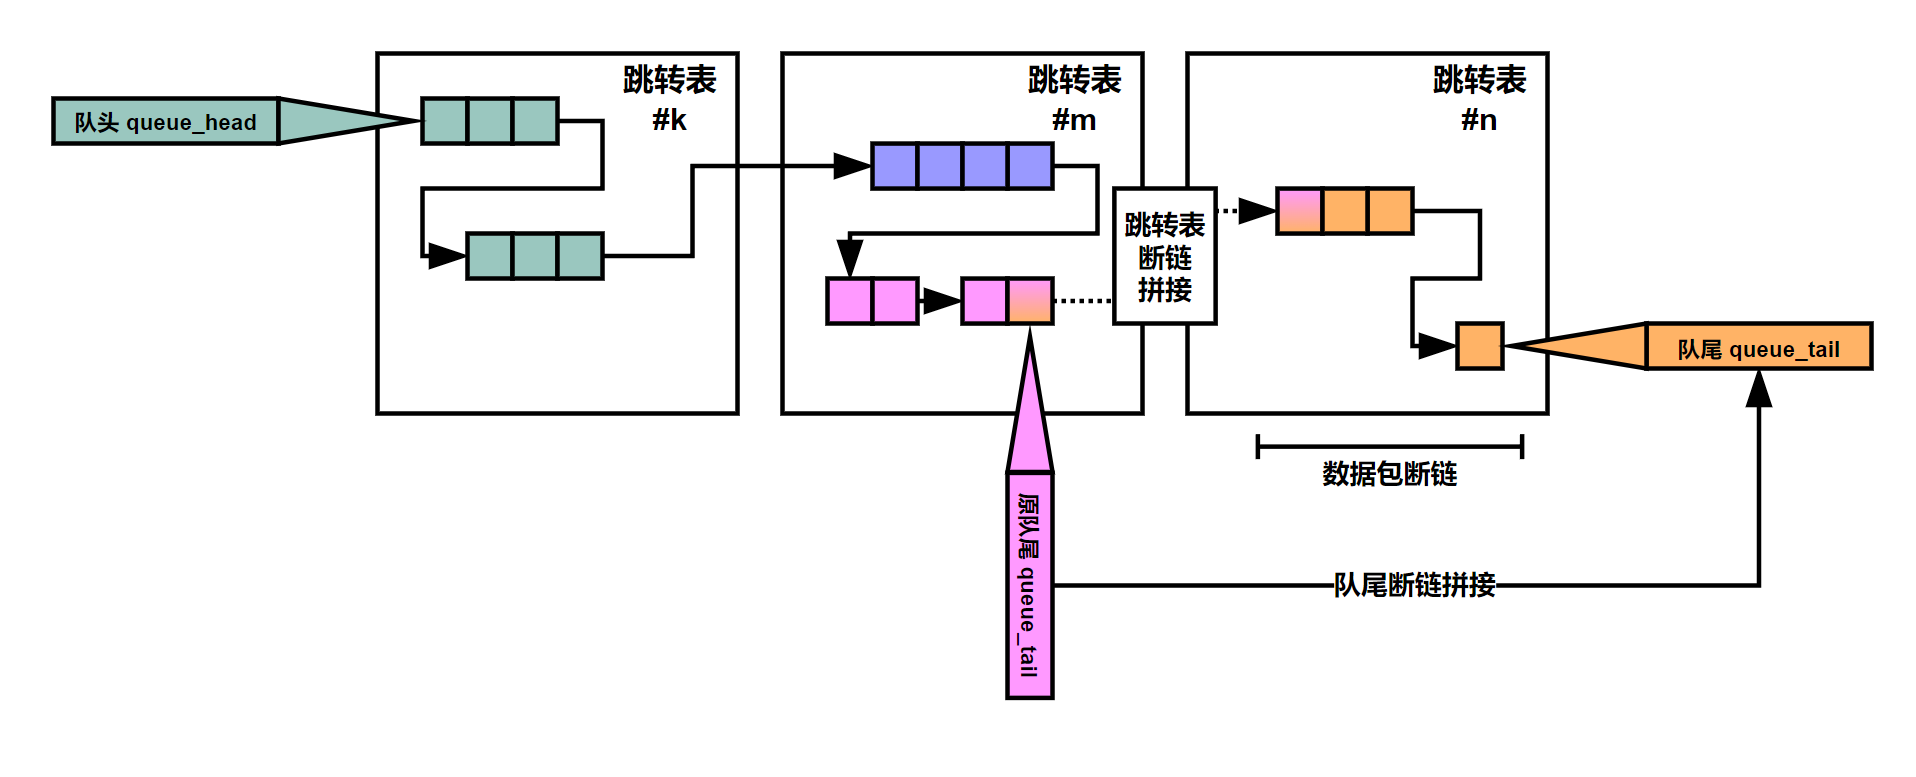 跳转表
#k
跳转表
#m
跳转表
#n
队头 queue_head
跳转表
断链
拼接
队尾 queue_tail
数据包断链
原队尾 queue_tail
队尾断链拼接